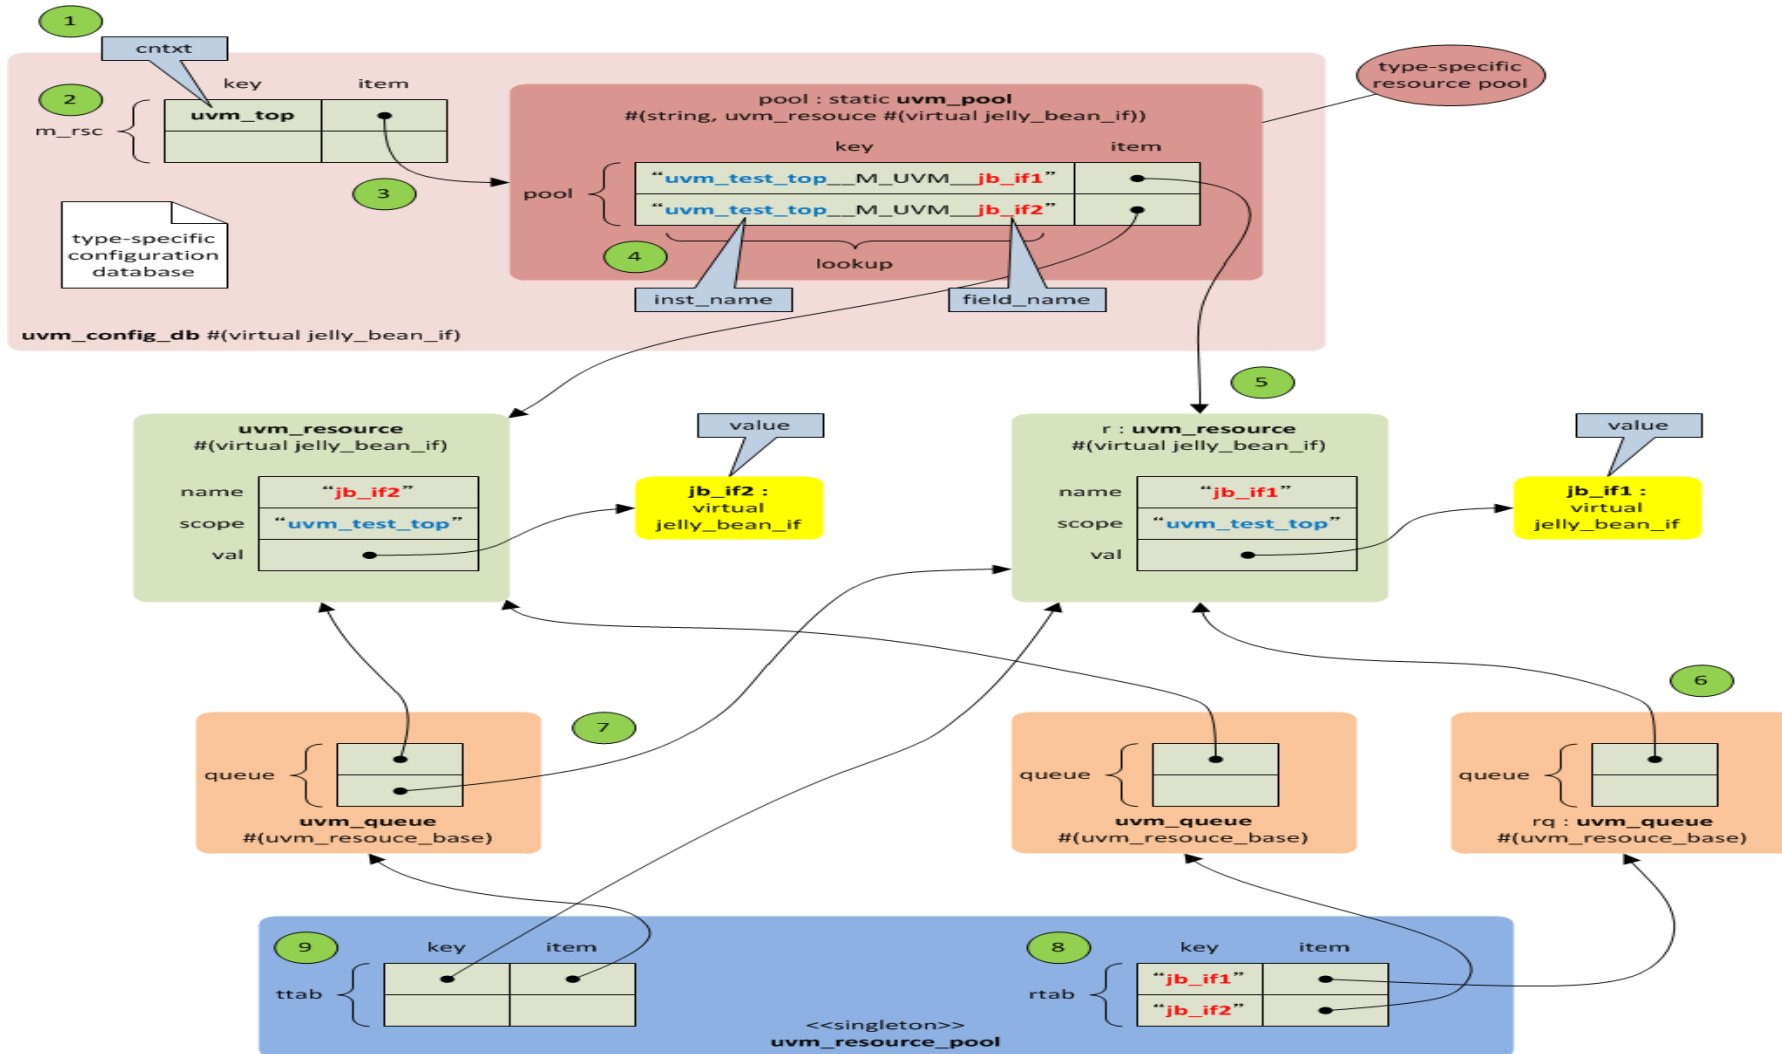 1
cntxt
key
item
2
m_rsc
uvm_top
3
type-specific
configuration
database
uvm_config_db #(virtual jelly_bean_if)
pool : static uvm_pool
#(string, uvm_resouce #(virtual jelly_bean_if))
key
item
pool
“uvm_test_top__M_UVM__jb_if1”
“uvm_test_top__M_UVM__jb_if2”
4
lookup
inst_name
field_name
type-specific
resource pool
5
uvm_resource
#(virtual jelly_bean_if)
name
“jb_if2”
scope
“uvm_test_top”
val
value
jb_if2 :
virtual
jelly_bean_if
r : uvm_resource
#(virtual jelly_bean_if)
name
“jb_if1”
scope
“uvm_test_top”
val
value
jb_if1 :
virtual
jelly_bean_if
6
7
queue
uvm_queue
#(uvm_resouce_base)
queue
uvm_queue
#(uvm_resouce_base)
queue
rq : uvm_queue
#(uvm_resouce_base)
9
key
item
ttab
8
key
item
rtab
“jb_if1”
“jb_if2”
<<singleton>>
uvm_resource_pool